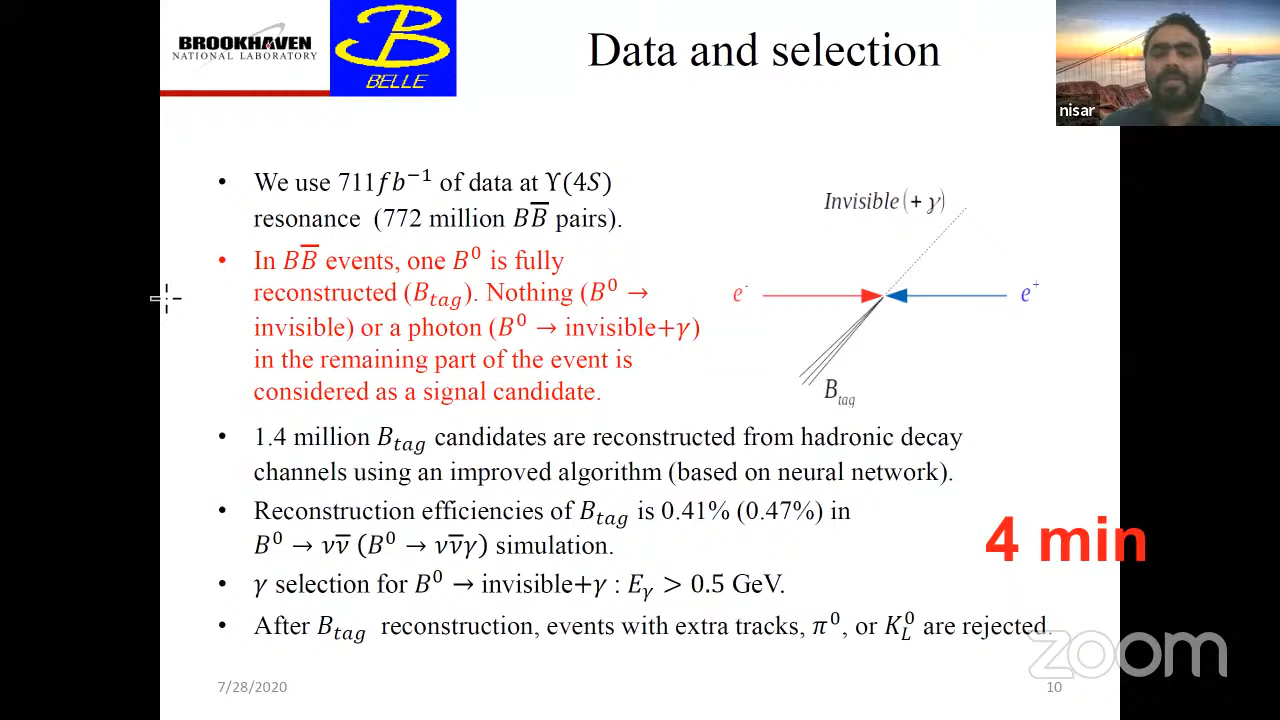 BROOKHAVEN
NATIONAL LABORATORY
B
BELLE
Data and selection
nisar
• We use 711fb⁻¹ of data at ϒ(4S)
resonance (772 million BB̅ pairs).
• In BB̅ events, one B⁰ is fully
reconstructed (B_tag). Nothing (B⁰ →
invisible) or a photon (B⁰ → invisible+γ)
in the remaining part of the event is
considered as a signal candidate.
Invisible (+ γ)
e⁻
e⁺
B_tag
• 1.4 million B_tag candidates are reconstructed from hadronic decay
channels using an improved algorithm (based on neural network).
• Reconstruction efficiencies of B_tag is 0.41% (0.47%) in
B⁰ → νν̅ (B⁰ → νν̅γ) simulation.
4 min
• γ selection for B⁰ → invisible+γ : E_γ > 0.5 GeV.
• After B_tag reconstruction, events with extra tracks, π⁰, or K_L⁰ are rejected.
zoom
7/28/2020
10